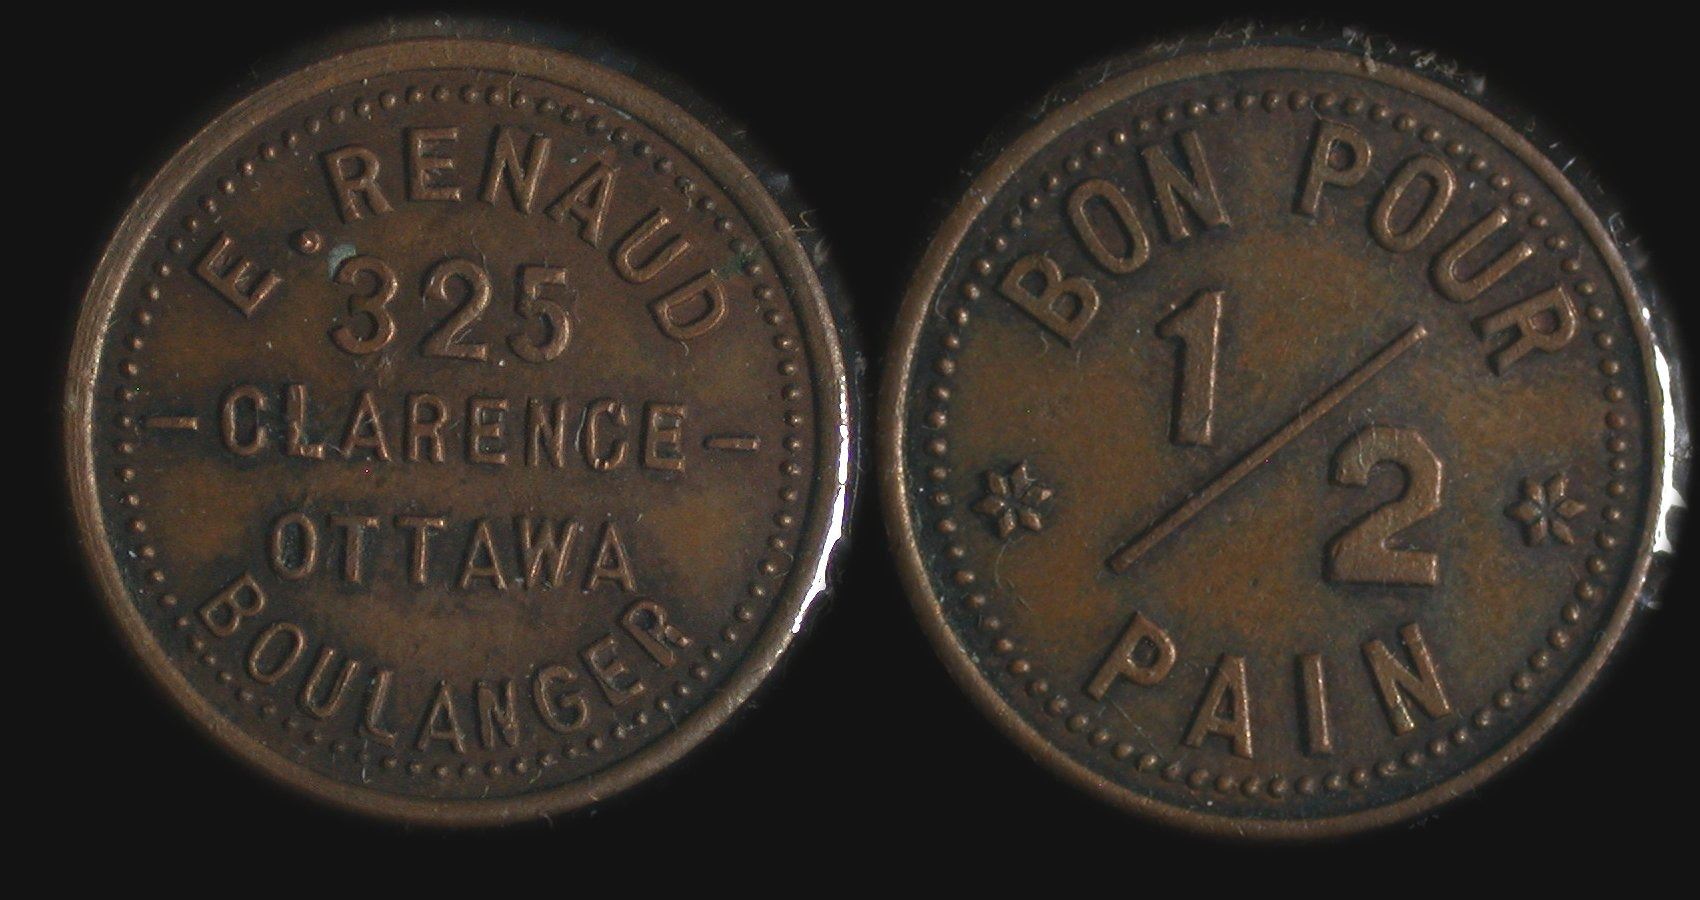 E. RENAUD
325
-CLARENCE-
OTTAWA
BOULANGER
BON POUR
1/2
PAIN